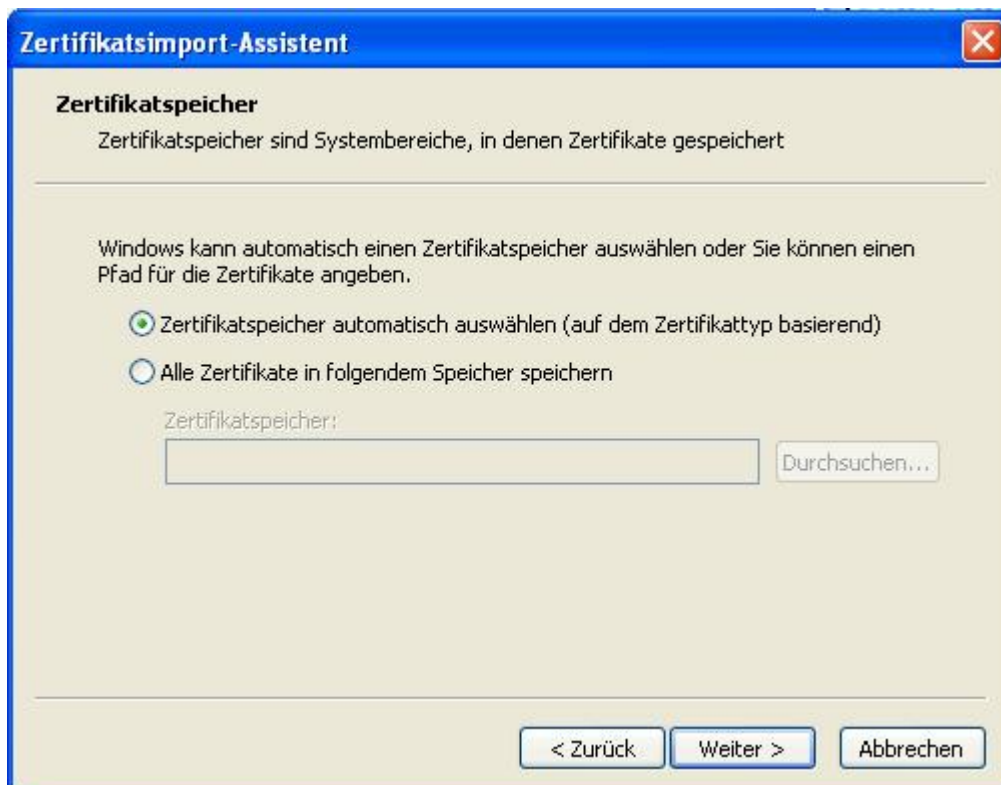 Zertifikatsimport-Assistent
Zertifikatspeicher
Zertifikatspeicher sind Systembereiche, in denen Zertifikate gespeichert
Windows kann automatisch einen Zertifikatspeicher auswählen oder Sie können einen
Pfad für die Zertifikate angeben.
Zertifikatspeicher automatisch auswählen (auf dem Zertifikattyp basierend)
Alle Zertifikate in folgendem Speicher speichern
Zertifikatspeicher:
Durchsuchen...
< Zurück Weiter > Abbrechen